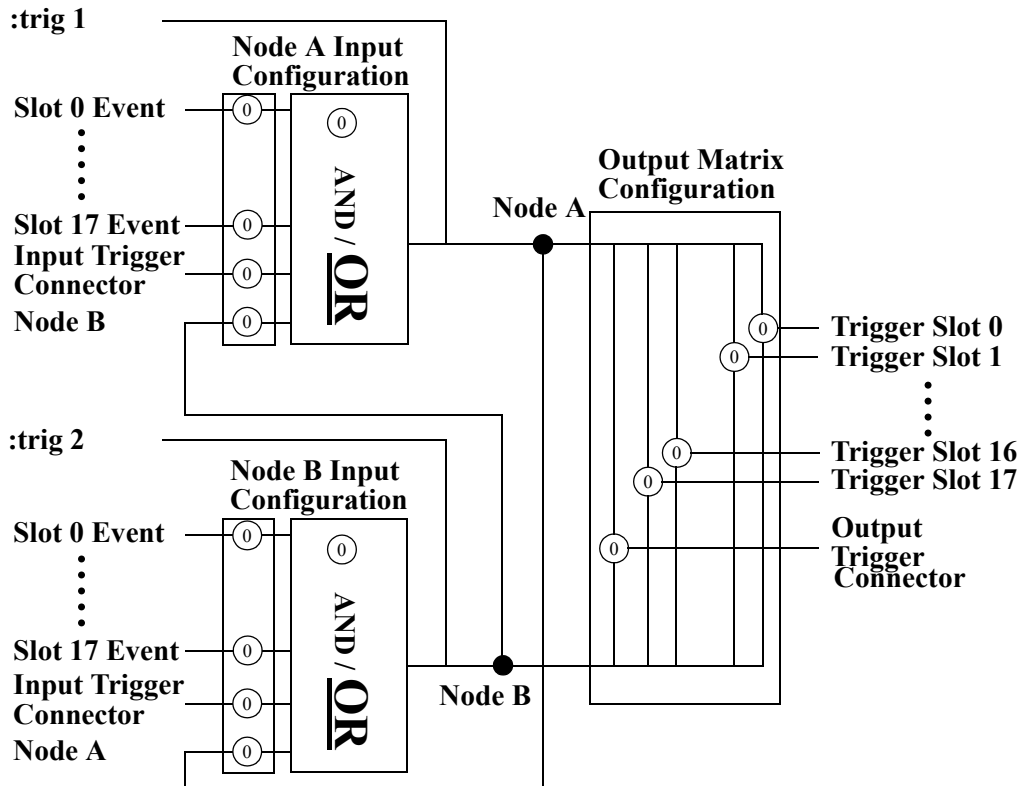 :trig 1
Node A Input
Configuration
Slot 0 Event
0
0
Slot 17 Event
0
Input Trigger
Connector
0
Node B
0
AND / OR
Node A
Output Matrix
Configuration
0
Trigger Slot 0
0
Trigger Slot 1
0
Trigger Slot 16
0
Trigger Slot 17
0
Output
Trigger
Connector
:trig 2
Node B Input
Configuration
Slot 0 Event
0
0
Slot 17 Event
0
Input Trigger
Connector
0
Node A
0
AND / OR
Node B